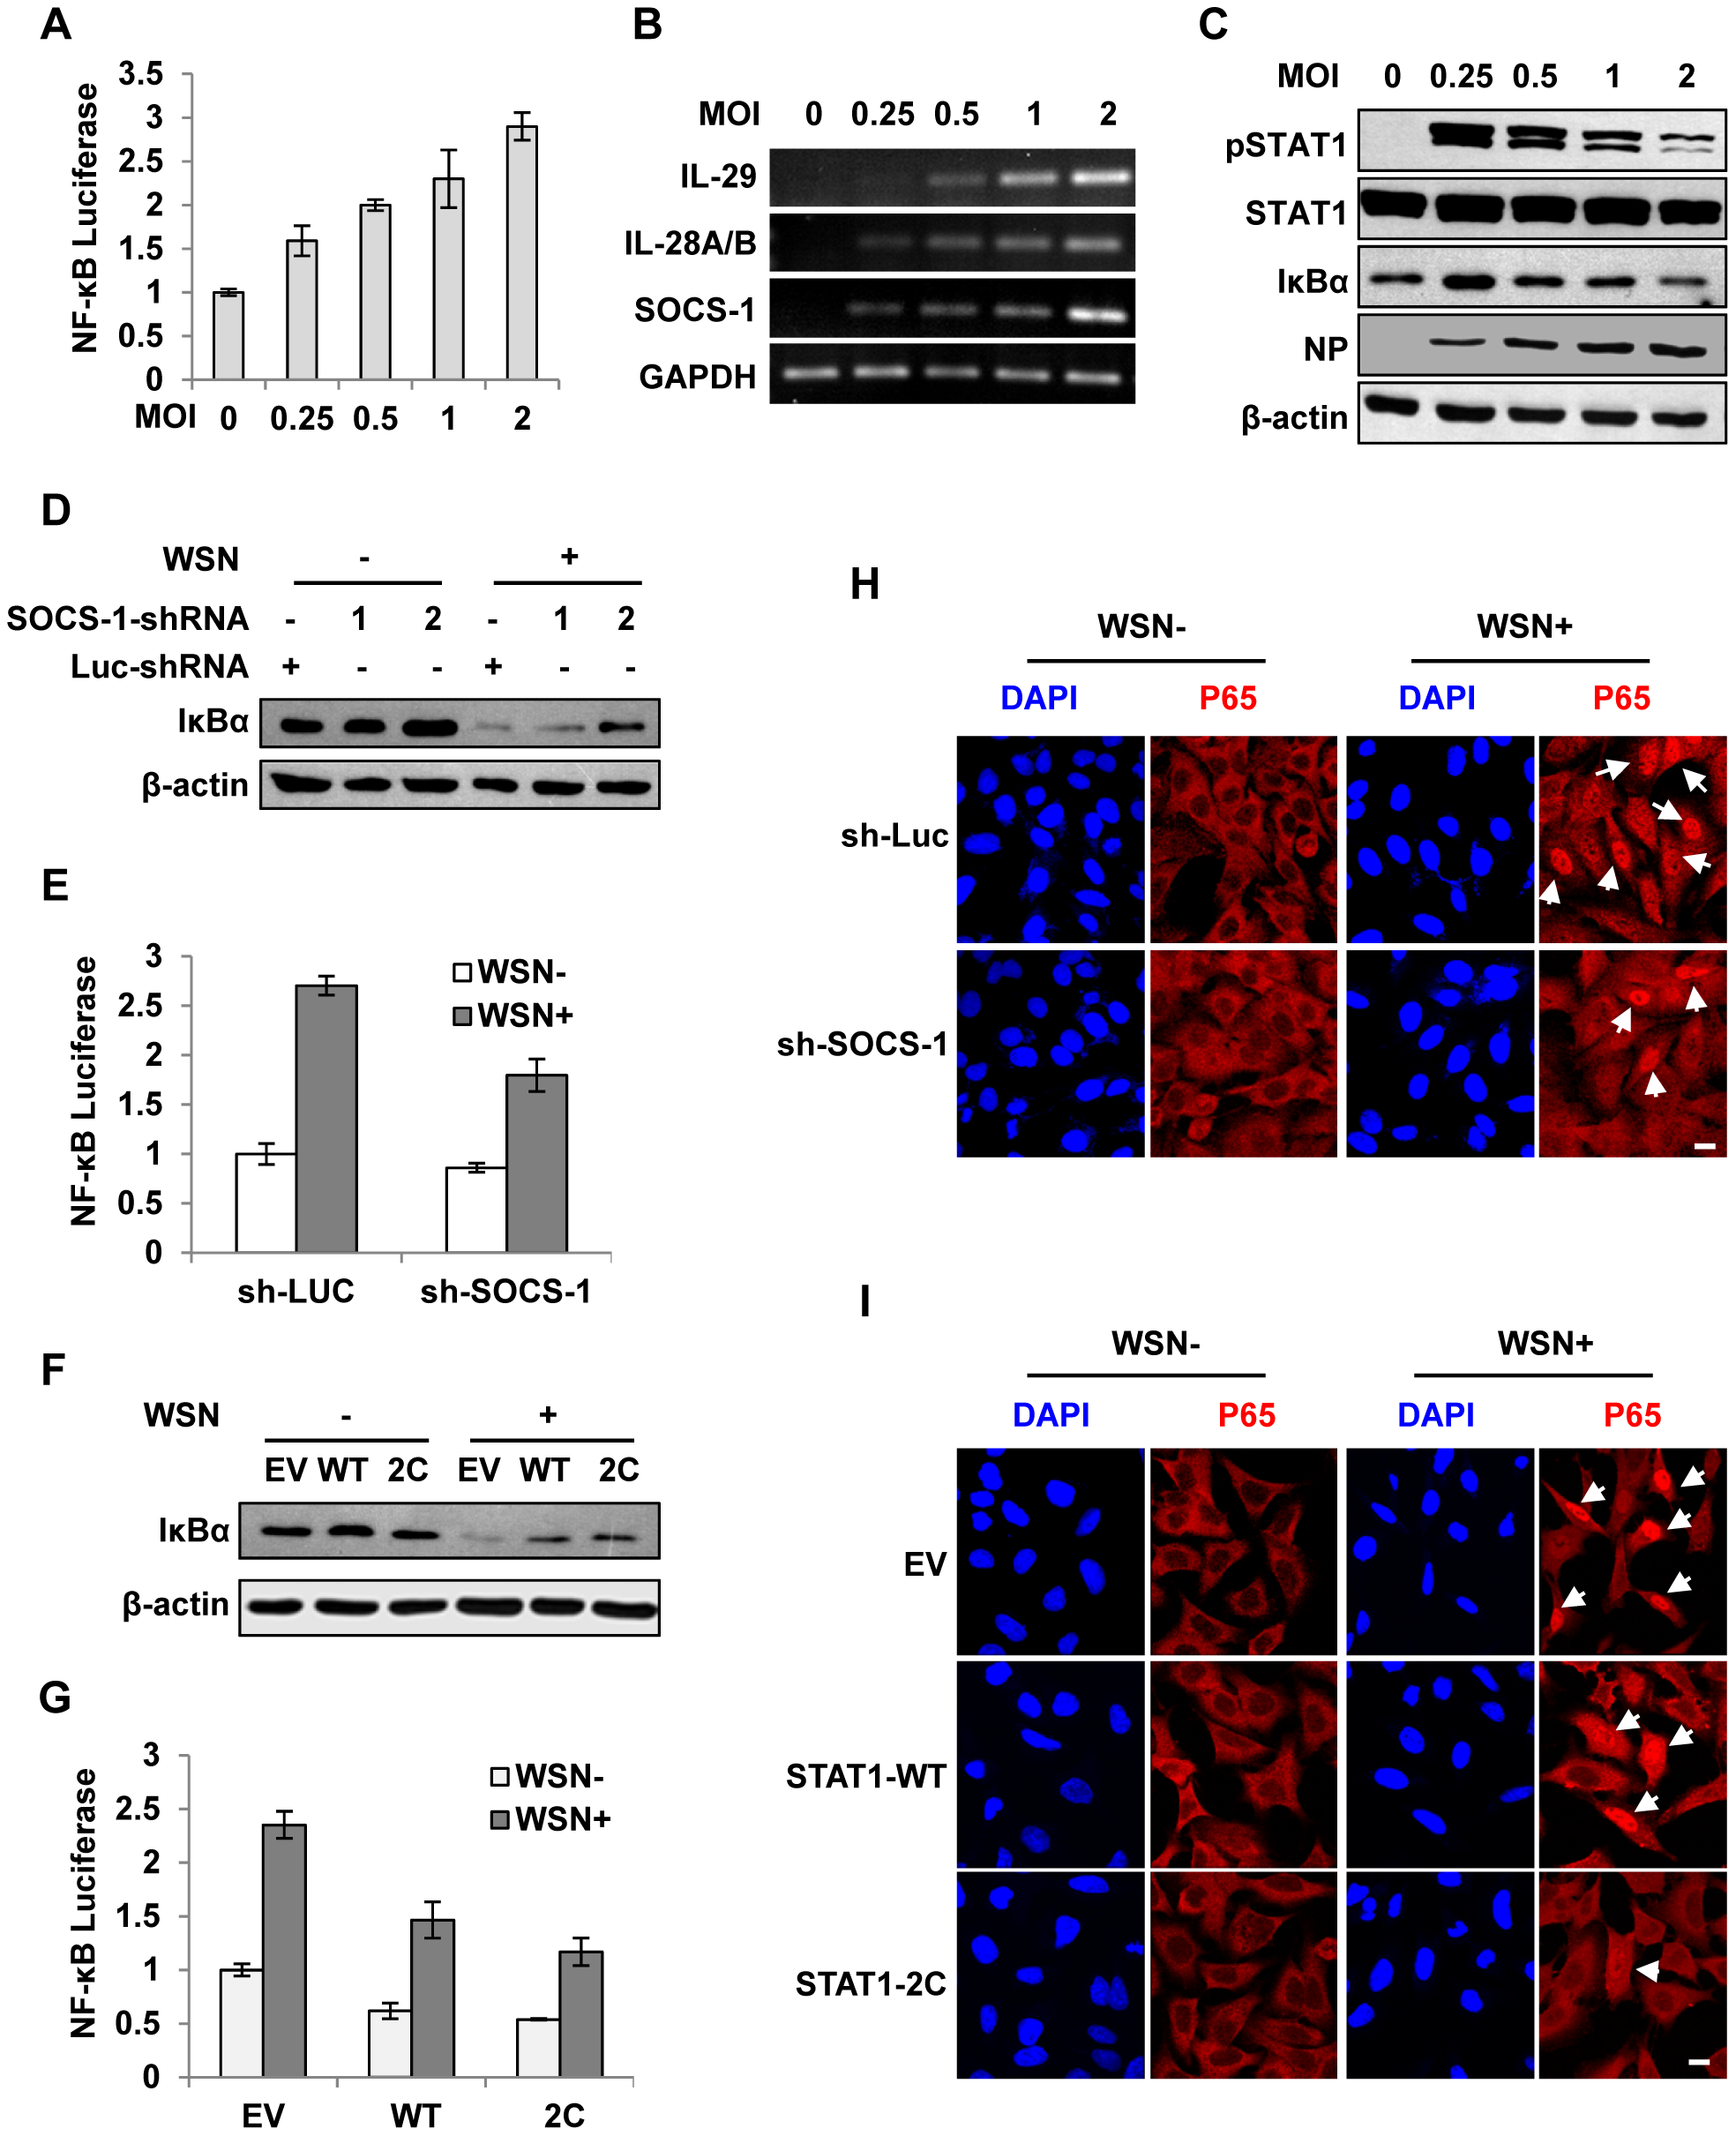 A
NF-κB Luciferase
3.5
3
2.5
2
1.5
1
0.5
0
MOI 0 0.25 0.5 1 2
B
MOI 0 0.25 0.5 1 2
IL-29
IL-28A/B
SOCS-1
GAPDH
C
MOI 0 0.25 0.5 1 2
pSTAT1
STAT1
IκBα
NP
β-actin
D
WSN - +
SOCS-1-shRNA - 1 2 - 1 2
Luc-shRNA + - - + - -
IκBα
β-actin
E
NF-κB Luciferase
3
2.5
2
1.5
1
0.5
0
WSN-
WSN+
sh-LUC sh-SOCS-1
F
WSN - +
EV WT 2C EV WT 2C
IκBα
β-actin
G
NF-κB Luciferase
3
2.5
2
1.5
1
0.5
0
WSN-
WSN+
EV WT 2C
H
WSN- WSN+
DAPI P65 DAPI P65
sh-Luc
sh-SOCS-1
I
WSN- WSN+
DAPI P65 DAPI P65
EV
STAT1-WT
STAT1-2C